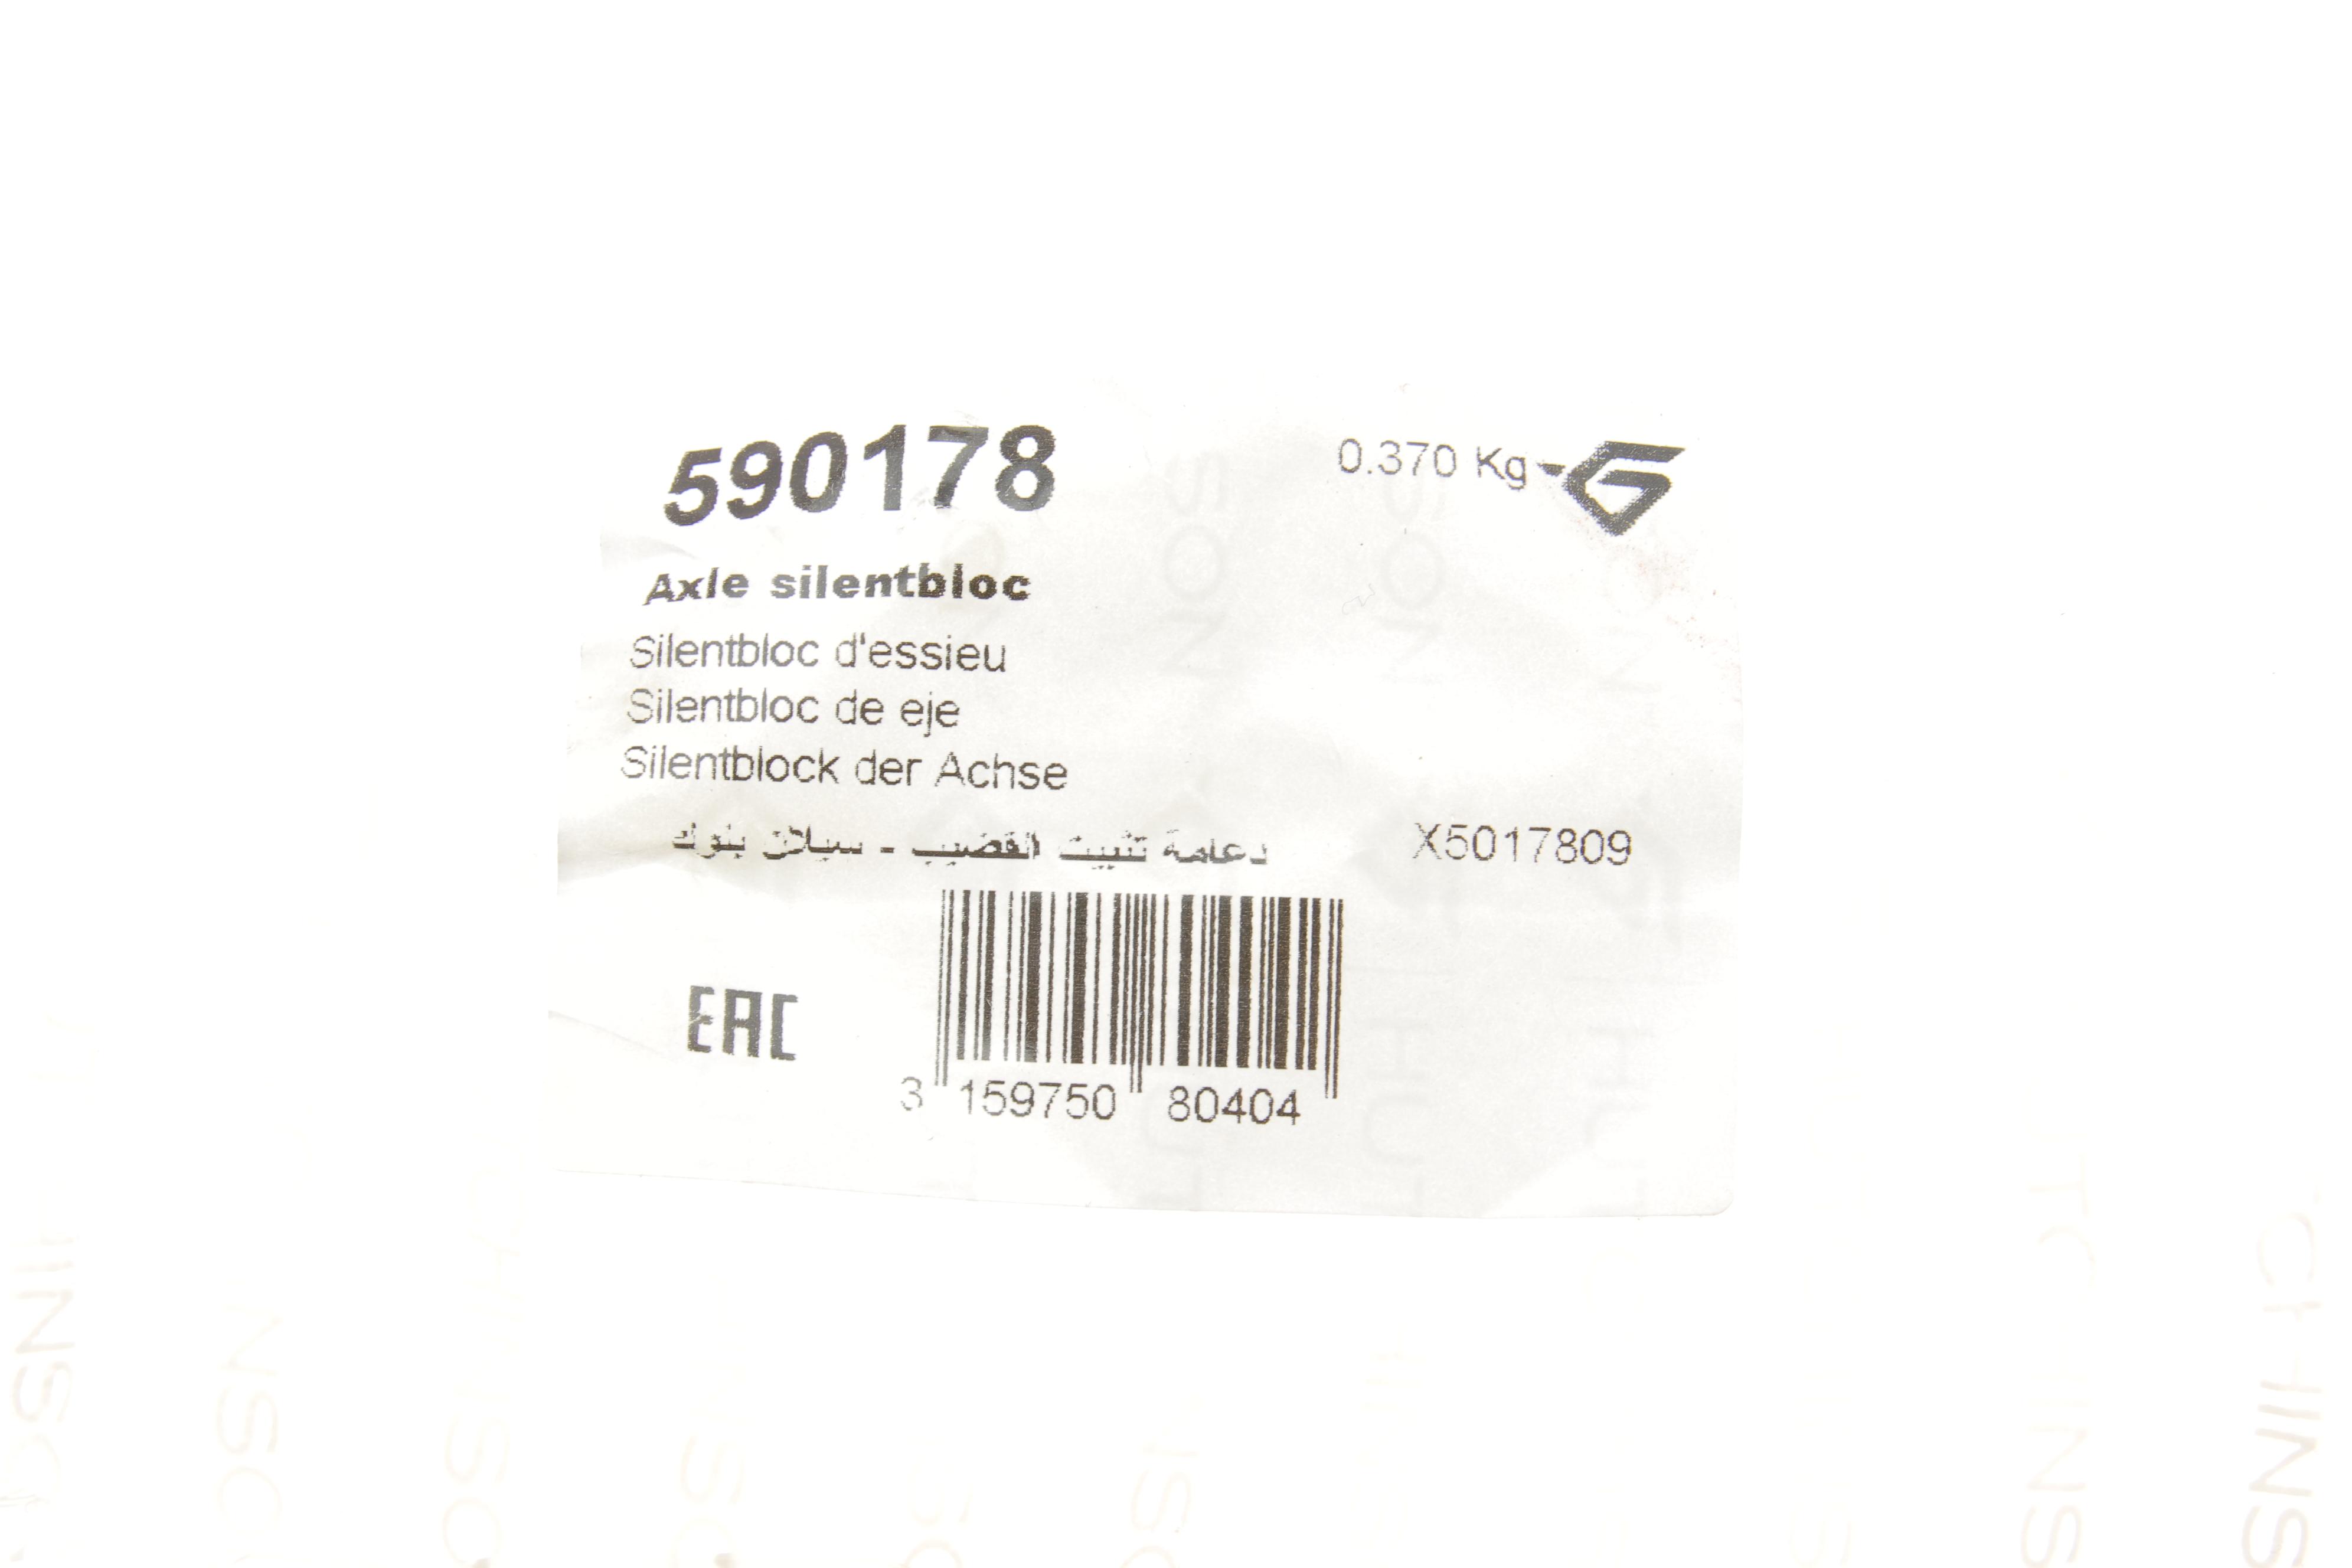 590178
0.370 Kg
Axle silentbloc
Silentbloc d'essieu
Silentbloc de eje
Silentblock der Achse
دعامة تثبيت القضيب - سيلان بلوك
X5017809
EAC
3 159750 80404